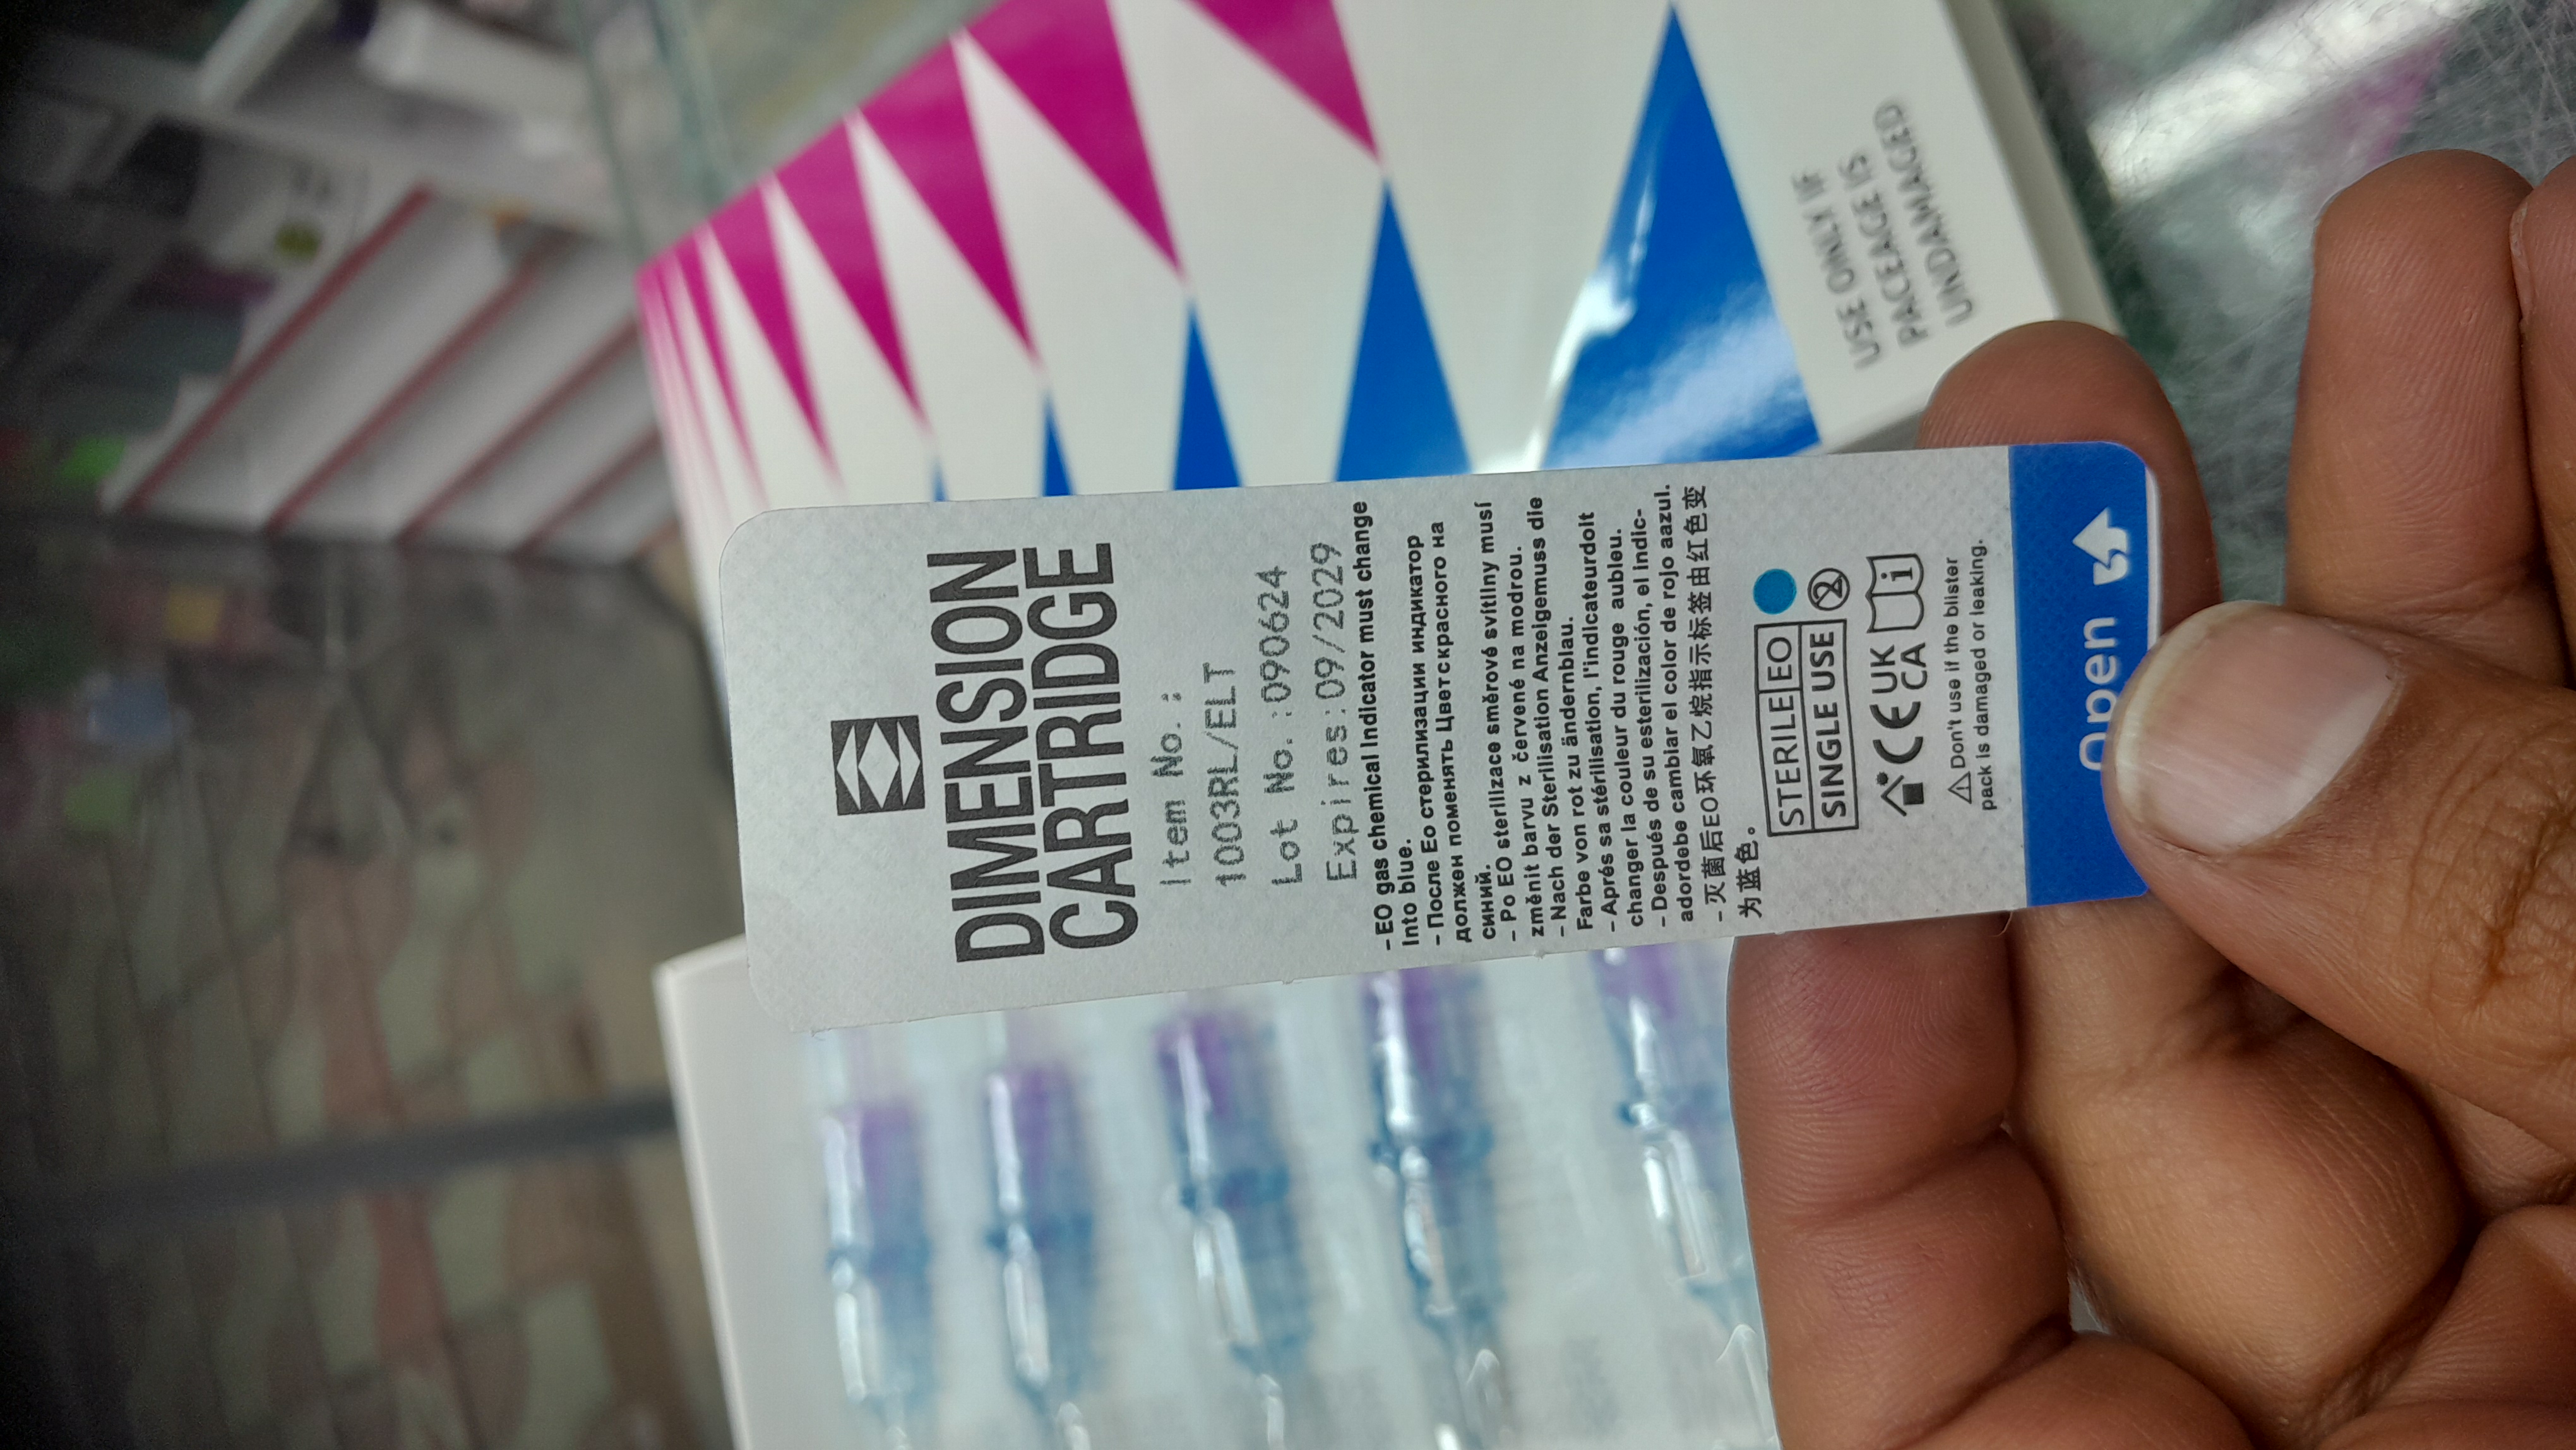 DIMENSION
CARTRIDGE
Item No.:
1003RL/ELT
Lot No.:090624
Expires:09/2029
- EO gas chemical Indicator must change
Into blue.
- После Eo стерилизации индикатор
должен поменять Цвет скрасного на
синий.
- Po EO sterilizace směrové svítilny musí
změnit barvu z červené na modrou.
- Nach der Sterilisation Anzeigemuss die
Farbe von rot zu ändernblau.
- Aprés sa stérilisation, l'indicateurdoit
changer la couleur du rouge aubleu.
- Después de su esterilización, el indic-
adordebe cambiar el color de rojo aazul.
- 灭菌后EO环氧乙烷指示标签由红色变
为蓝色。
STERILE EO
SINGLE USE 2
CE UK
CA i
⚠Don't use if the blister
pack is damaged or leaking.
Open
USE ONLY IF
PACEAGE IS
UNDAMAGED